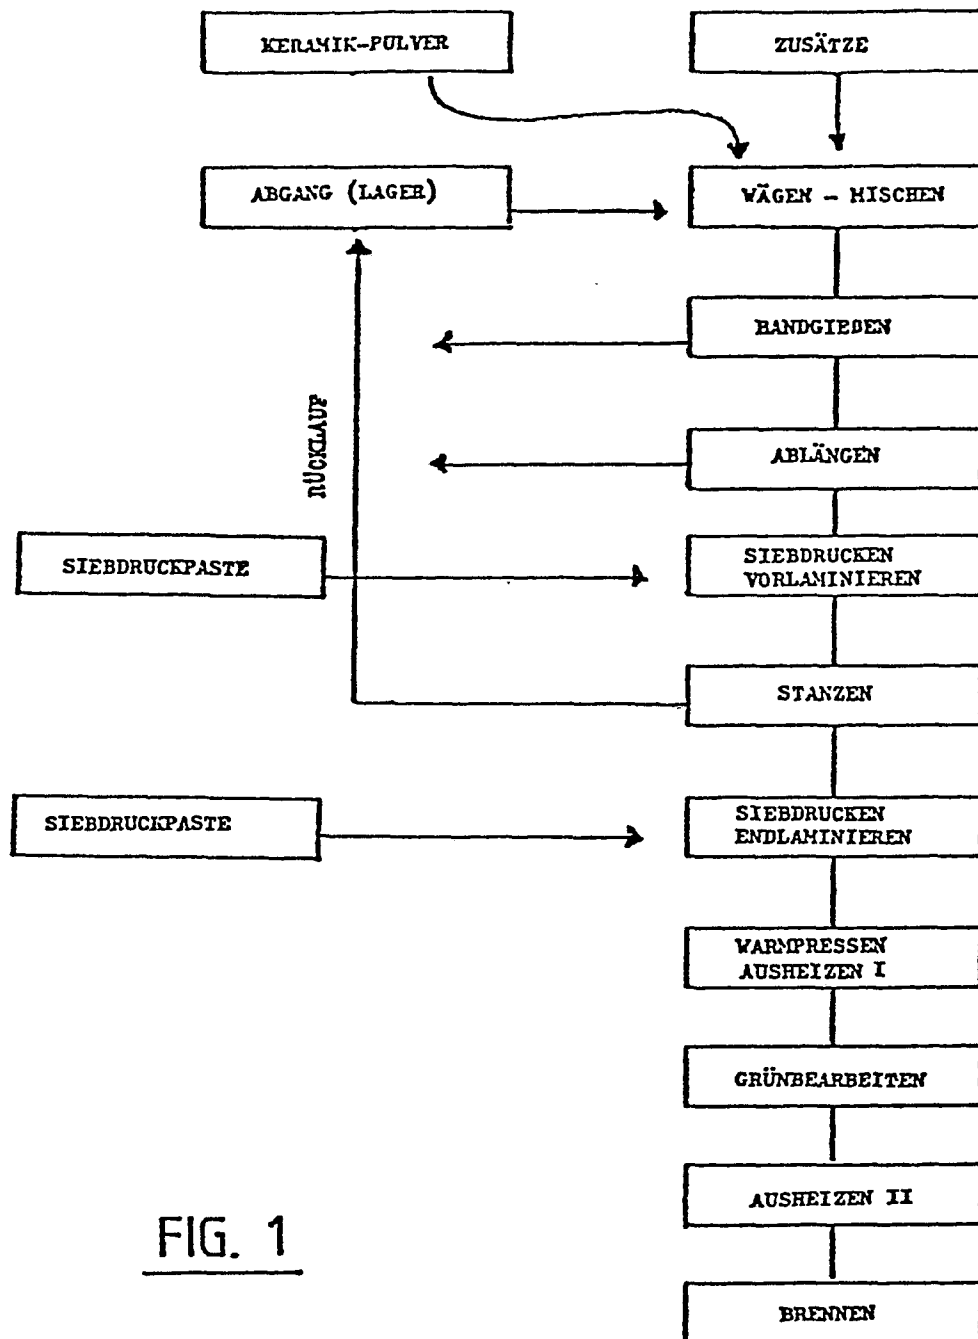 KERAMIK-PULVER
ZUSÄTZE
ABGANG (LAGER)
WÄGEN - MISCHEN
BANDGIEßEN
RÜCKLAUF
ABLÄNGEN
SIEBDRUCKPASTE
SIEBDRUCKEN
VORLAMINIEREN
STANZEN
SIEBDRUCKPASTE
SIEBDRUCKEN
ENDLAMINIEREN
WARMPRESSEN
AUSHEIZEN I
GRÜNBEARBEITEN
AUSHEIZEN II
FIG. 1
BRENNEN